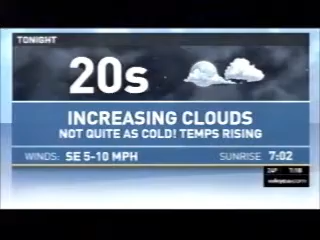 TONIGHT
20s
INCREASING CLOUDS
NOT QUITE AS COLD! TEMPS RISING
WINDS: SE 5-10 MPH
SUNRISE 7:02